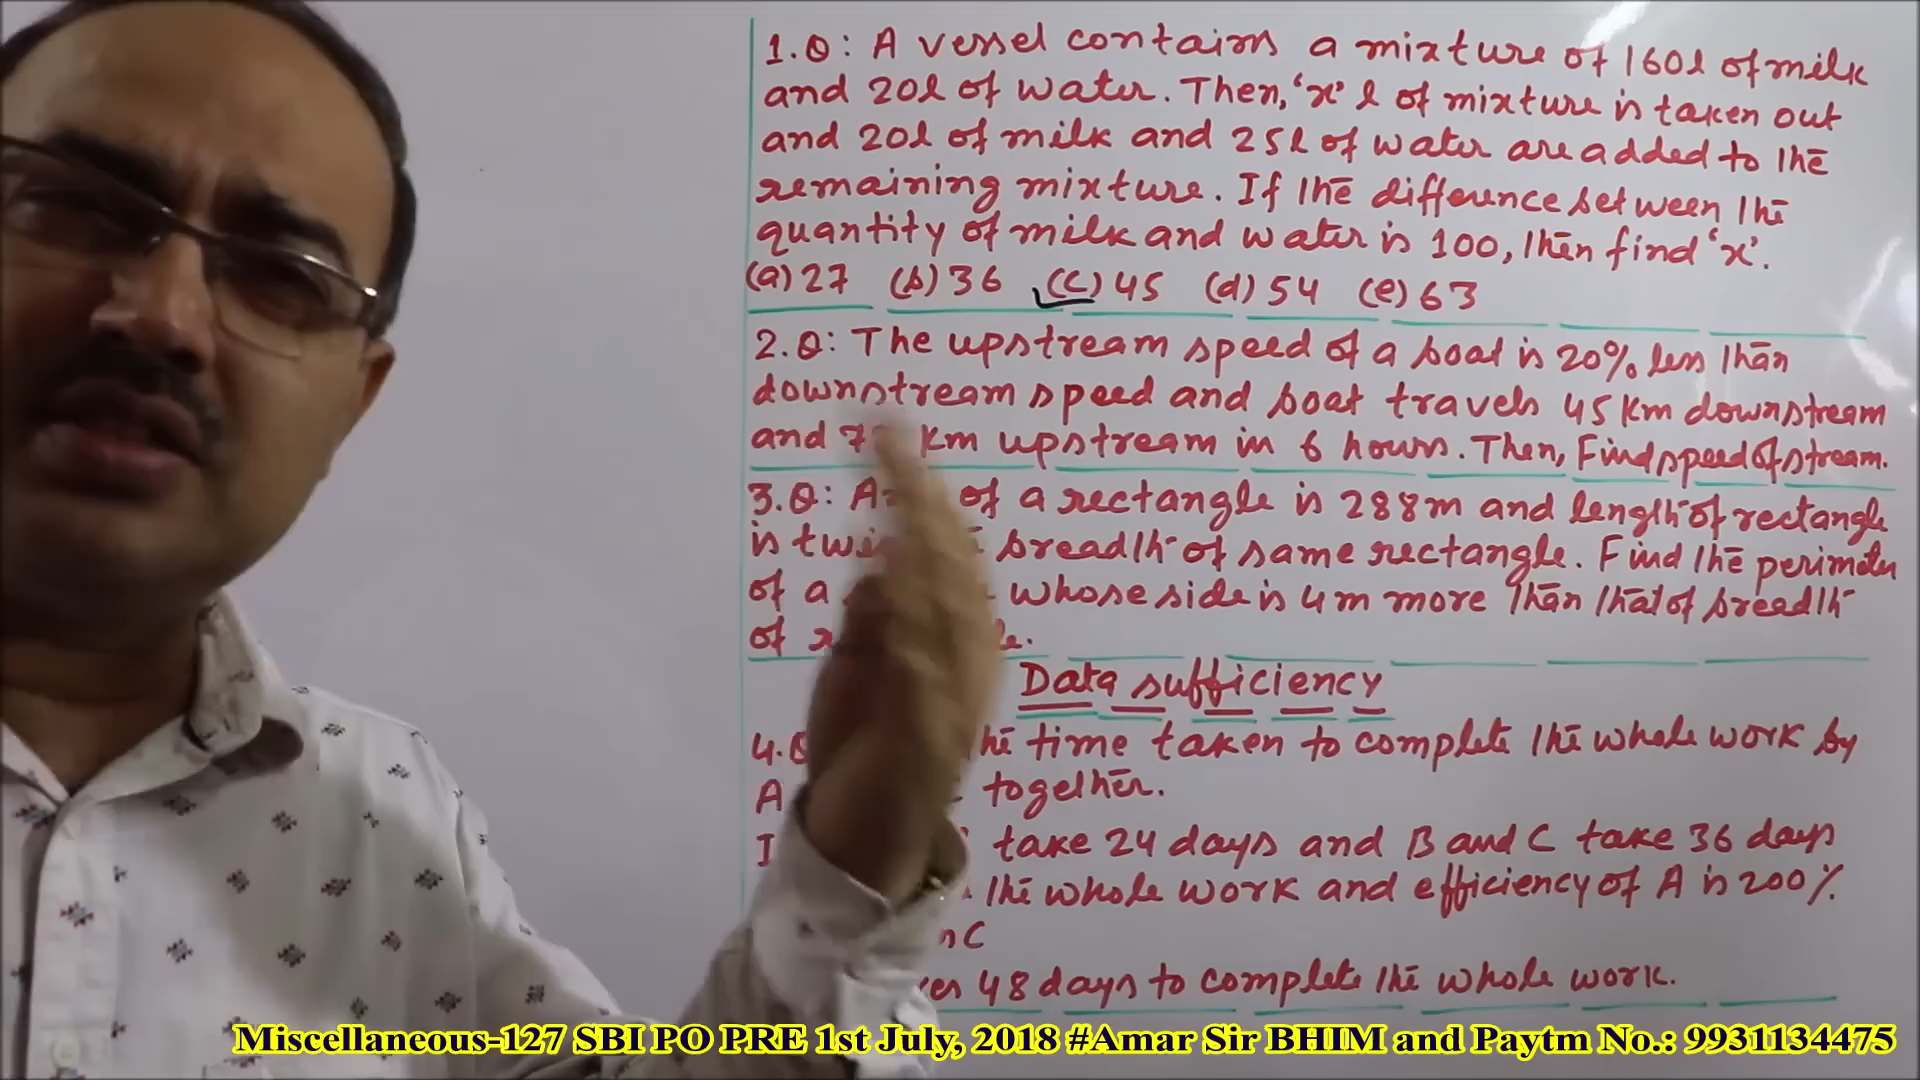 1.Q: A vessel contains a mixture of 160l of milk
and 20l of water. Then, 'x' l of mixture is taken out
and 20l of milk and 25l of water are added to the
remaining mixture. If the difference between the
quantity of milk and water is 100, then find 'x'.
(a) 27 (b) 36 (c) 45 (d) 54 (e) 63
2.Q: The upstream speed of a boat is 20% less than
downstream speed and boat travels 45 km downstream
and km upstream in 6 hours. Then, Find speed of stream.
3.Q: of a rectangle is 288m and length of rectangle
is breadth of same rectangle. Find the perimeter
of a whose side is 4m more than that of breadth
of
Data sufficiency
4. time taken to complete the whole work by
A together.
I take 24 days and B and C take 36 days
the whole work and efficiency of A is 200%
C
48 days to complete the whole work.
Miscellaneous-127 SBI PO PRE 1st July, 2018 #Amar Sir BHIM and Paytm No.: 9931134475